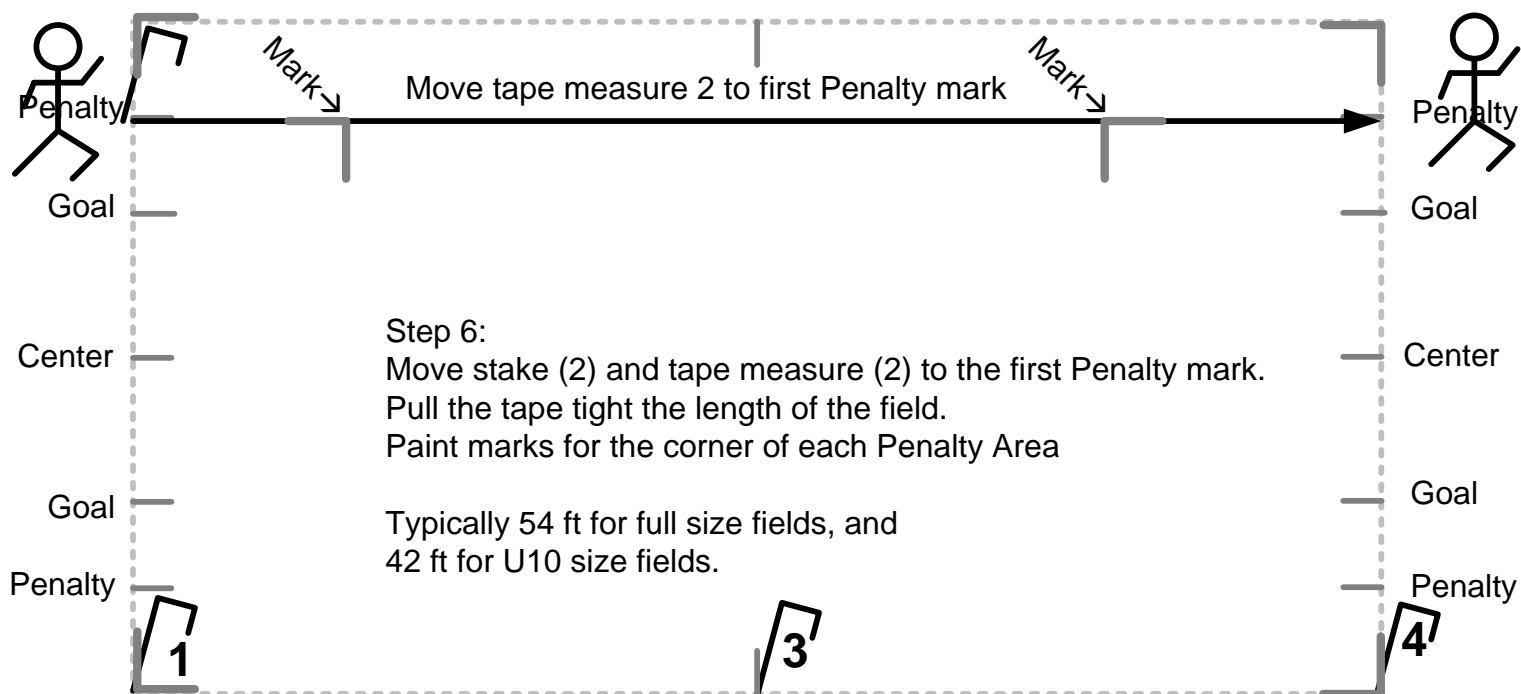 Mark
Move tape measure 2 to first Penalty mark
Mark
Penalty
Penalty
Goal
Goal
Center
Center
Step 6:
Move stake (2) and tape measure (2) to the first Penalty mark.
Pull the tape tight the length of the field.
Paint marks for the corner of each Penalty Area
Goal
Goal
Typically 54 ft for full size fields, and
42 ft for U10 size fields.
Penalty
Penalty
1
3
4